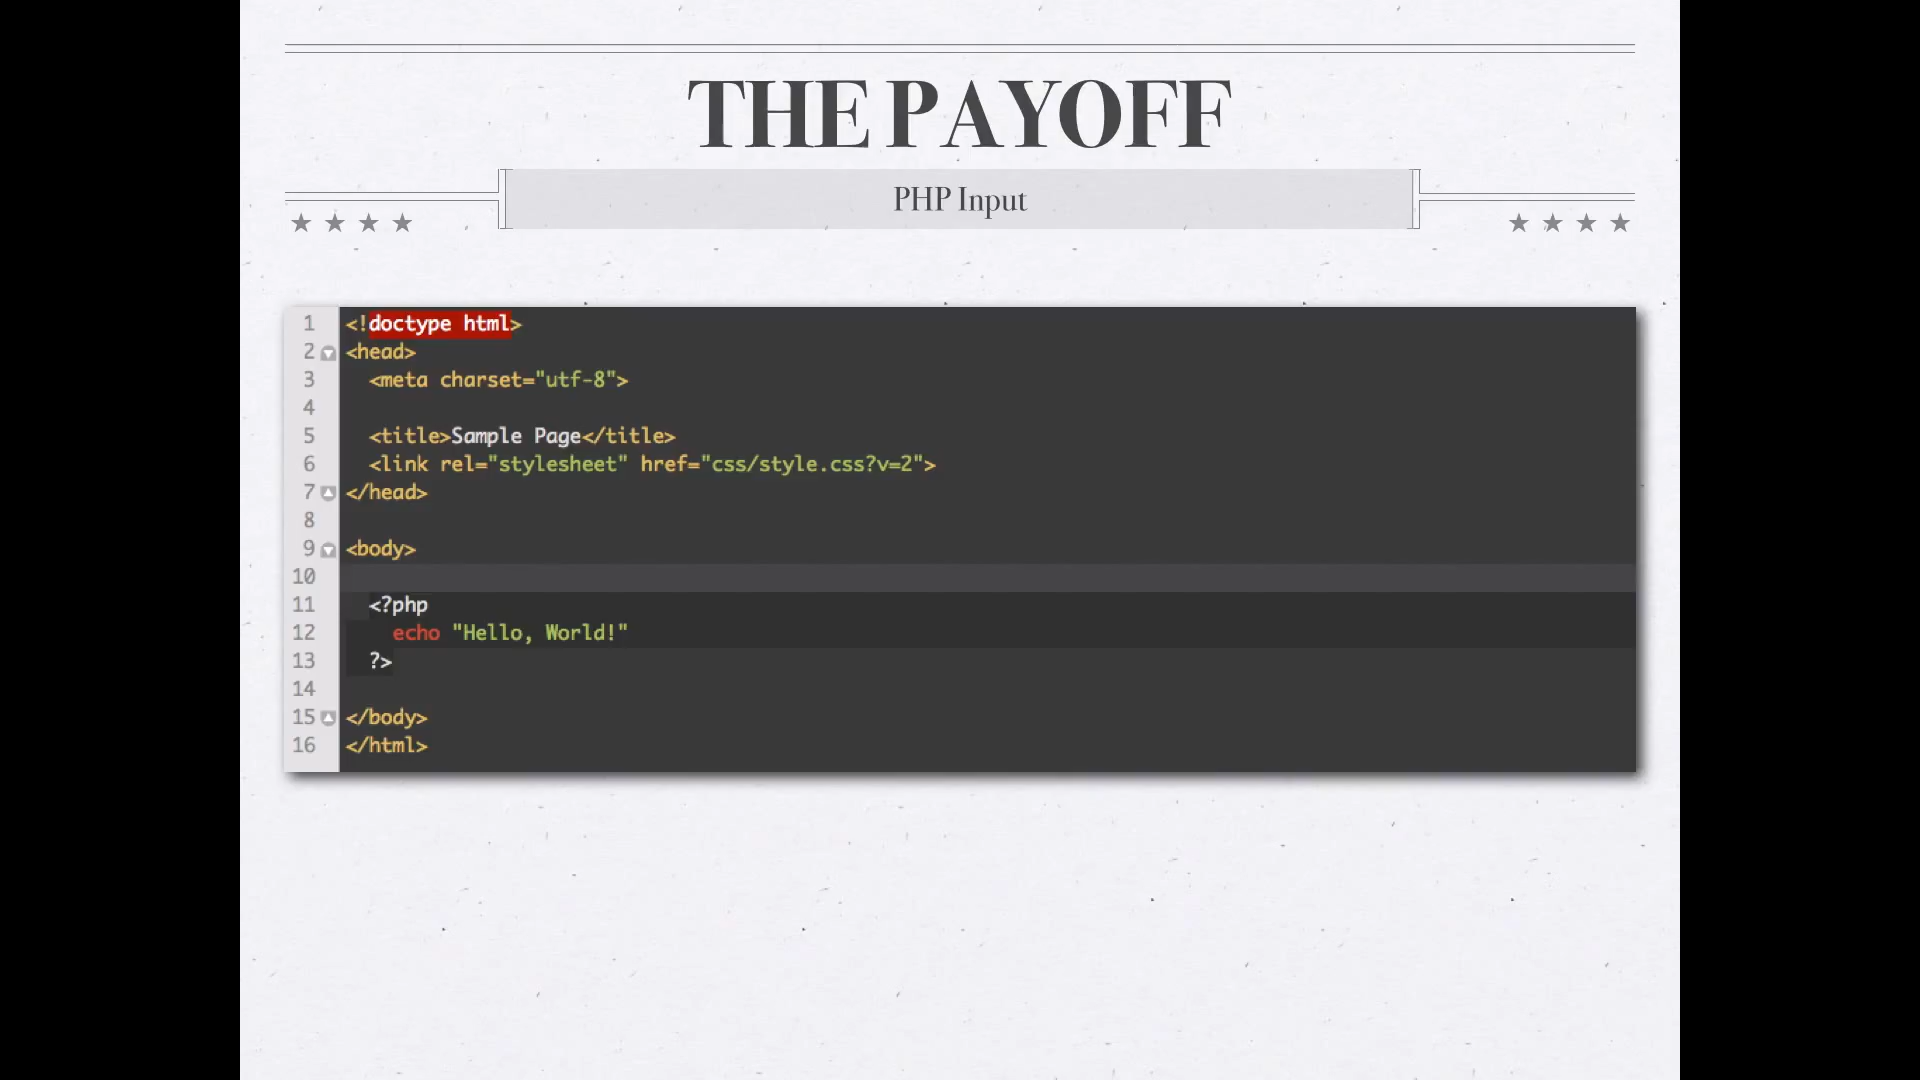 THE PAYOFF
PHP Input
1 <!doctype html>
2 <head>
3 <meta charset="utf-8">
4
5 <title>Sample Page</title>
6 <link rel="stylesheet" href="css/style.css?v=2">
7 </head>
8
9 <body>
10
11 <?php
12 echo "Hello, World!"
13 ?>
14
15 </body>
16 </html>